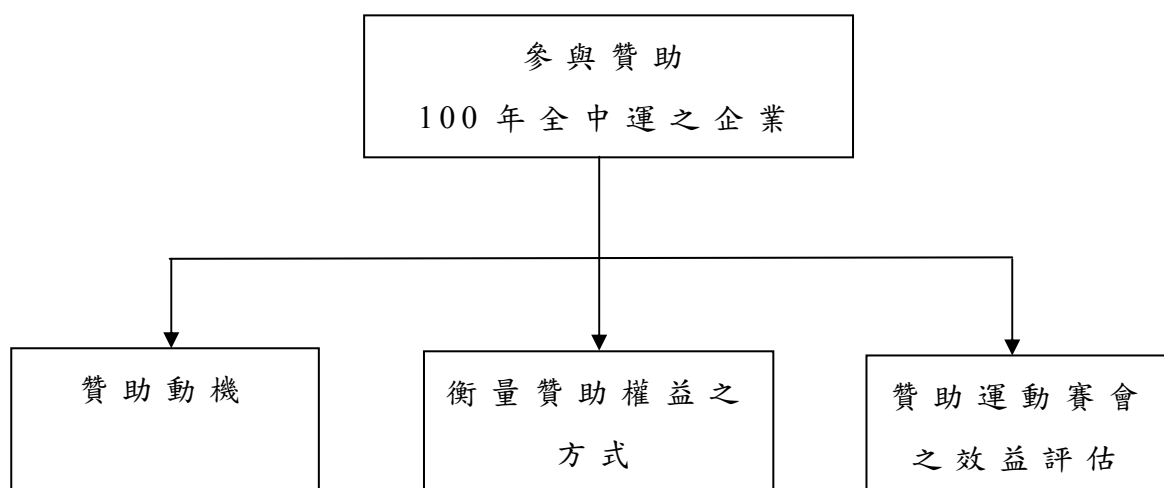 參與贊助
100年全中運之企業
贊助動機
衡量贊助權益之
方式
贊助運動賽會
之效益評估